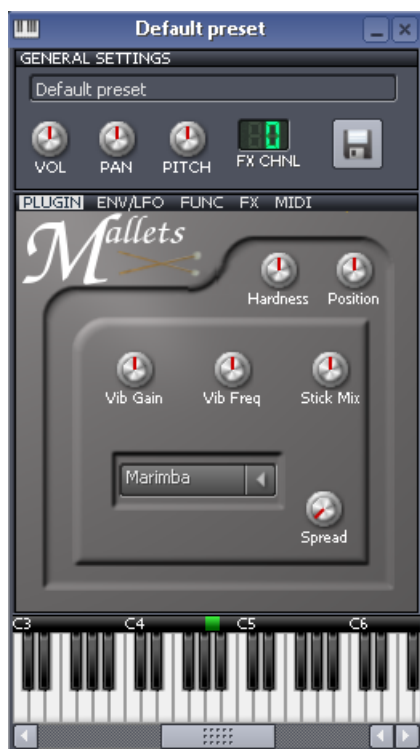 Default preset
GENERAL SETTINGS
Default preset
VOL PAN PITCH FX CHNL
0
PLUGIN ENV/LFO FUNC FX MIDI
Mallets
Hardness Position
Vib Gain Vib Freq Stick Mix
Marimba
Spread
C3 C4 C5 C6